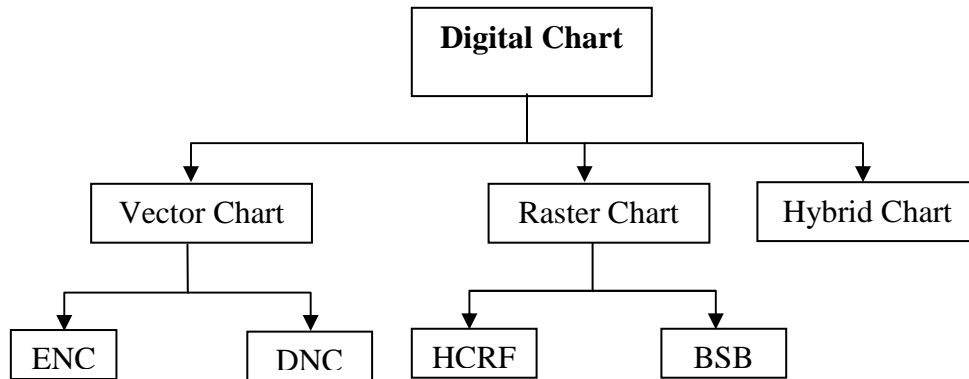 Digital Chart
Vector Chart
Raster Chart
Hybrid Chart
ENC
DNC
HCRF
BSB